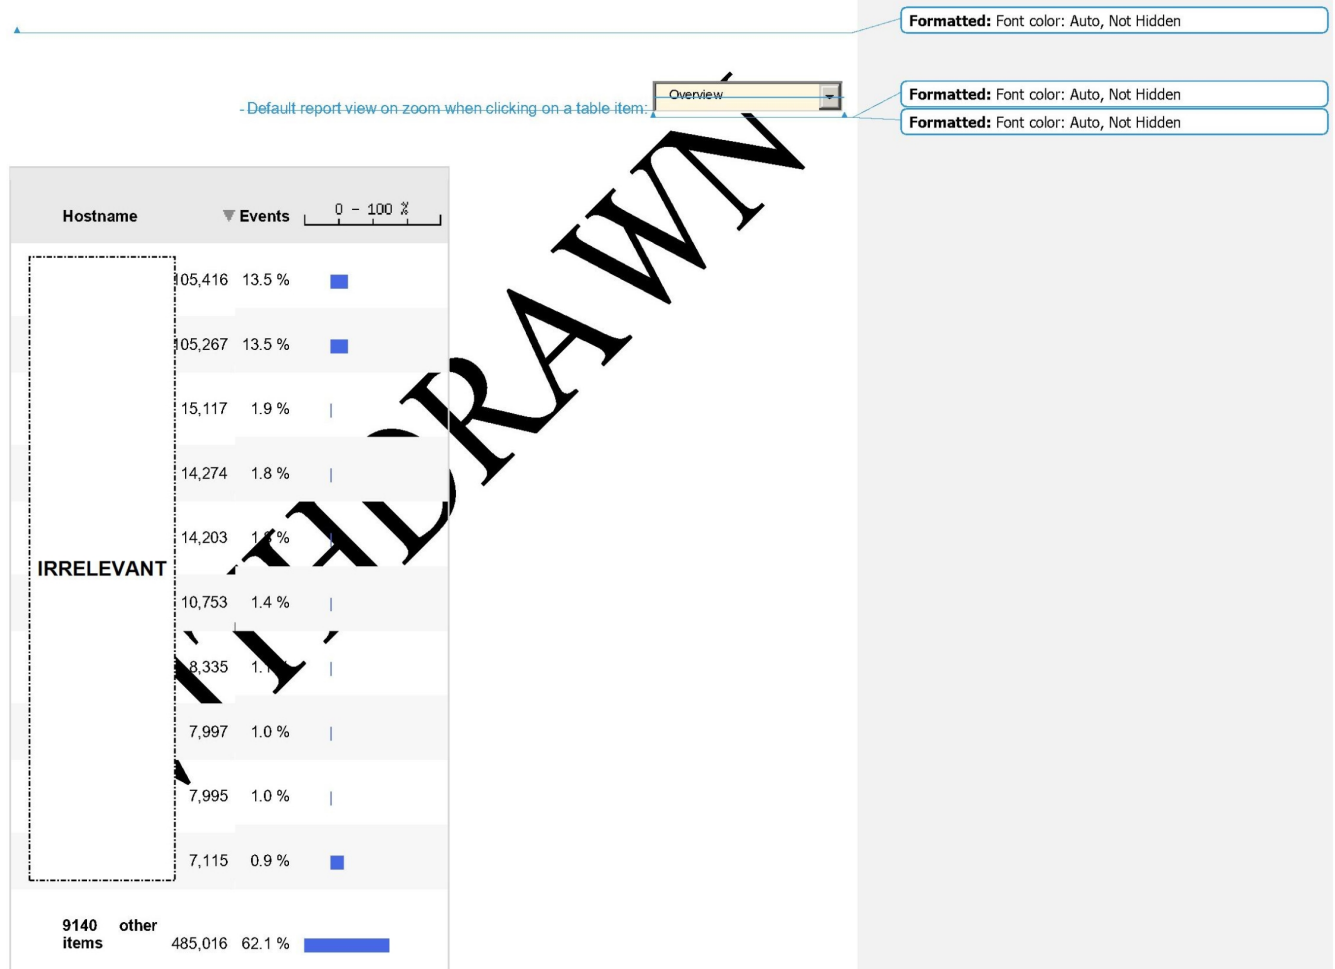 Formatted: Font color: Auto, Not Hidden
Overview
Default report view on zoom when clicking on a table item:
Formatted: Font color: Auto, Not Hidden
Formatted: Font color: Auto, Not Hidden
Hostname Events 0 - 100 %
105,416 13.5 %
105,267 13.5 %
15,117 1.9 %
14,274 1.8 %
14,203 1.8 %
IRRELEVANT
10,753 1.4 %
8,335
7,997 1.0 %
7,995 1.0 %
7,115 0.9 %
9140 other
items 485,016 62.1 %